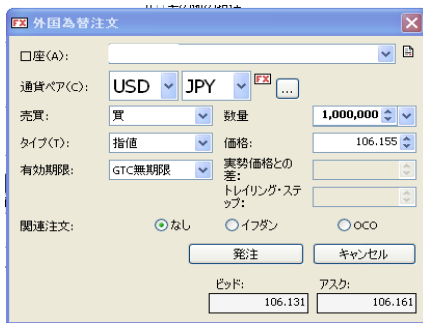 FX 外国為替注文
口座(A):
通貨ペア(C): USD JPY FX ...
売買: 買 数量 1,000,000
タイプ(T): 指値 価格: 106.155
有効期限: GTC無期限 実勢価格との
差:
トレイリング・ステ
ップ:
関連注文: なし イフダン OCO
発注 キャンセル
ビッド: アスク:
106.131 106.161